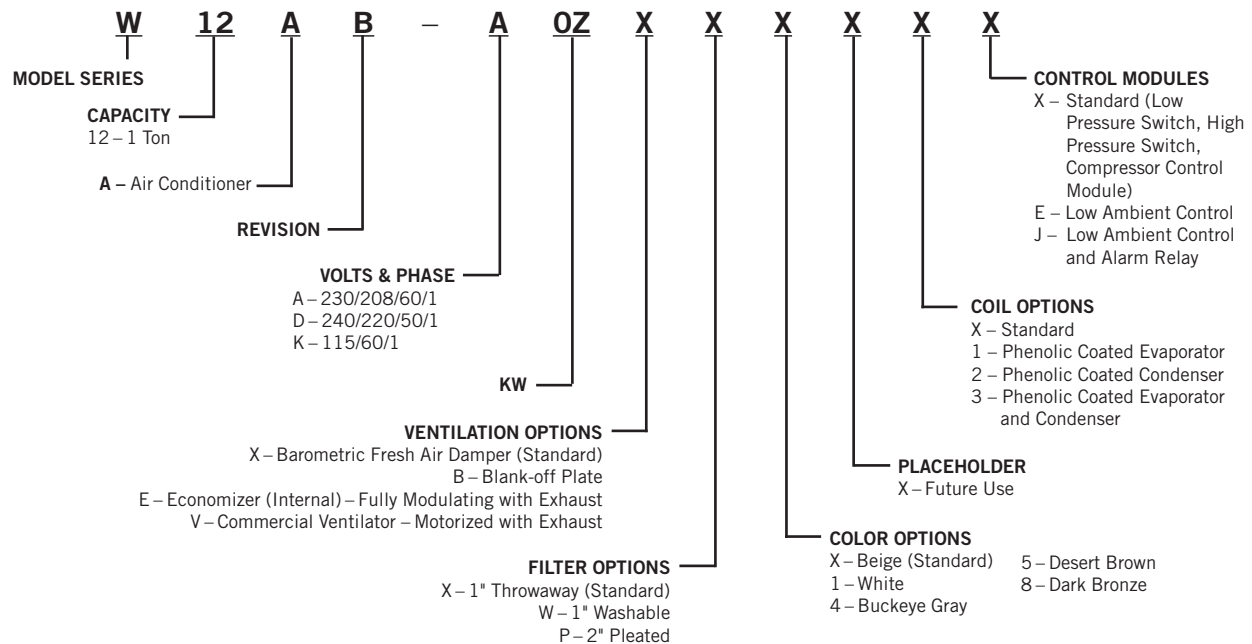 W 12 A B – A 0Z X X X X X X
MODEL SERIES
CAPACITY
12 – 1 Ton
A – Air Conditioner
REVISION
VOLTS & PHASE
A – 230/208/60/1
D – 240/220/50/1
K – 115/60/1
KW
VENTILATION OPTIONS
X – Barometric Fresh Air Damper (Standard)
B – Blank-off Plate
E – Economizer (Internal) – Fully Modulating with Exhaust
V – Commercial Ventilator – Motorized with Exhaust
FILTER OPTIONS
X – 1" Throwaway (Standard)
W – 1" Washable
P – 2" Pleated
COLOR OPTIONS
X – Beige (Standard)
1 – White
4 – Buckeye Gray
5 – Desert Brown
8 – Dark Bronze
PLACEHOLDER
X – Future Use
COIL OPTIONS
X – Standard
1 – Phenolic Coated Evaporator
2 – Phenolic Coated Condenser
3 – Phenolic Coated Evaporator
and Condenser
CONTROL MODULES
X – Standard (Low
Pressure Switch, High
Pressure Switch,
Compressor Control
Module)
E – Low Ambient Control
J – Low Ambient Control
and Alarm Relay